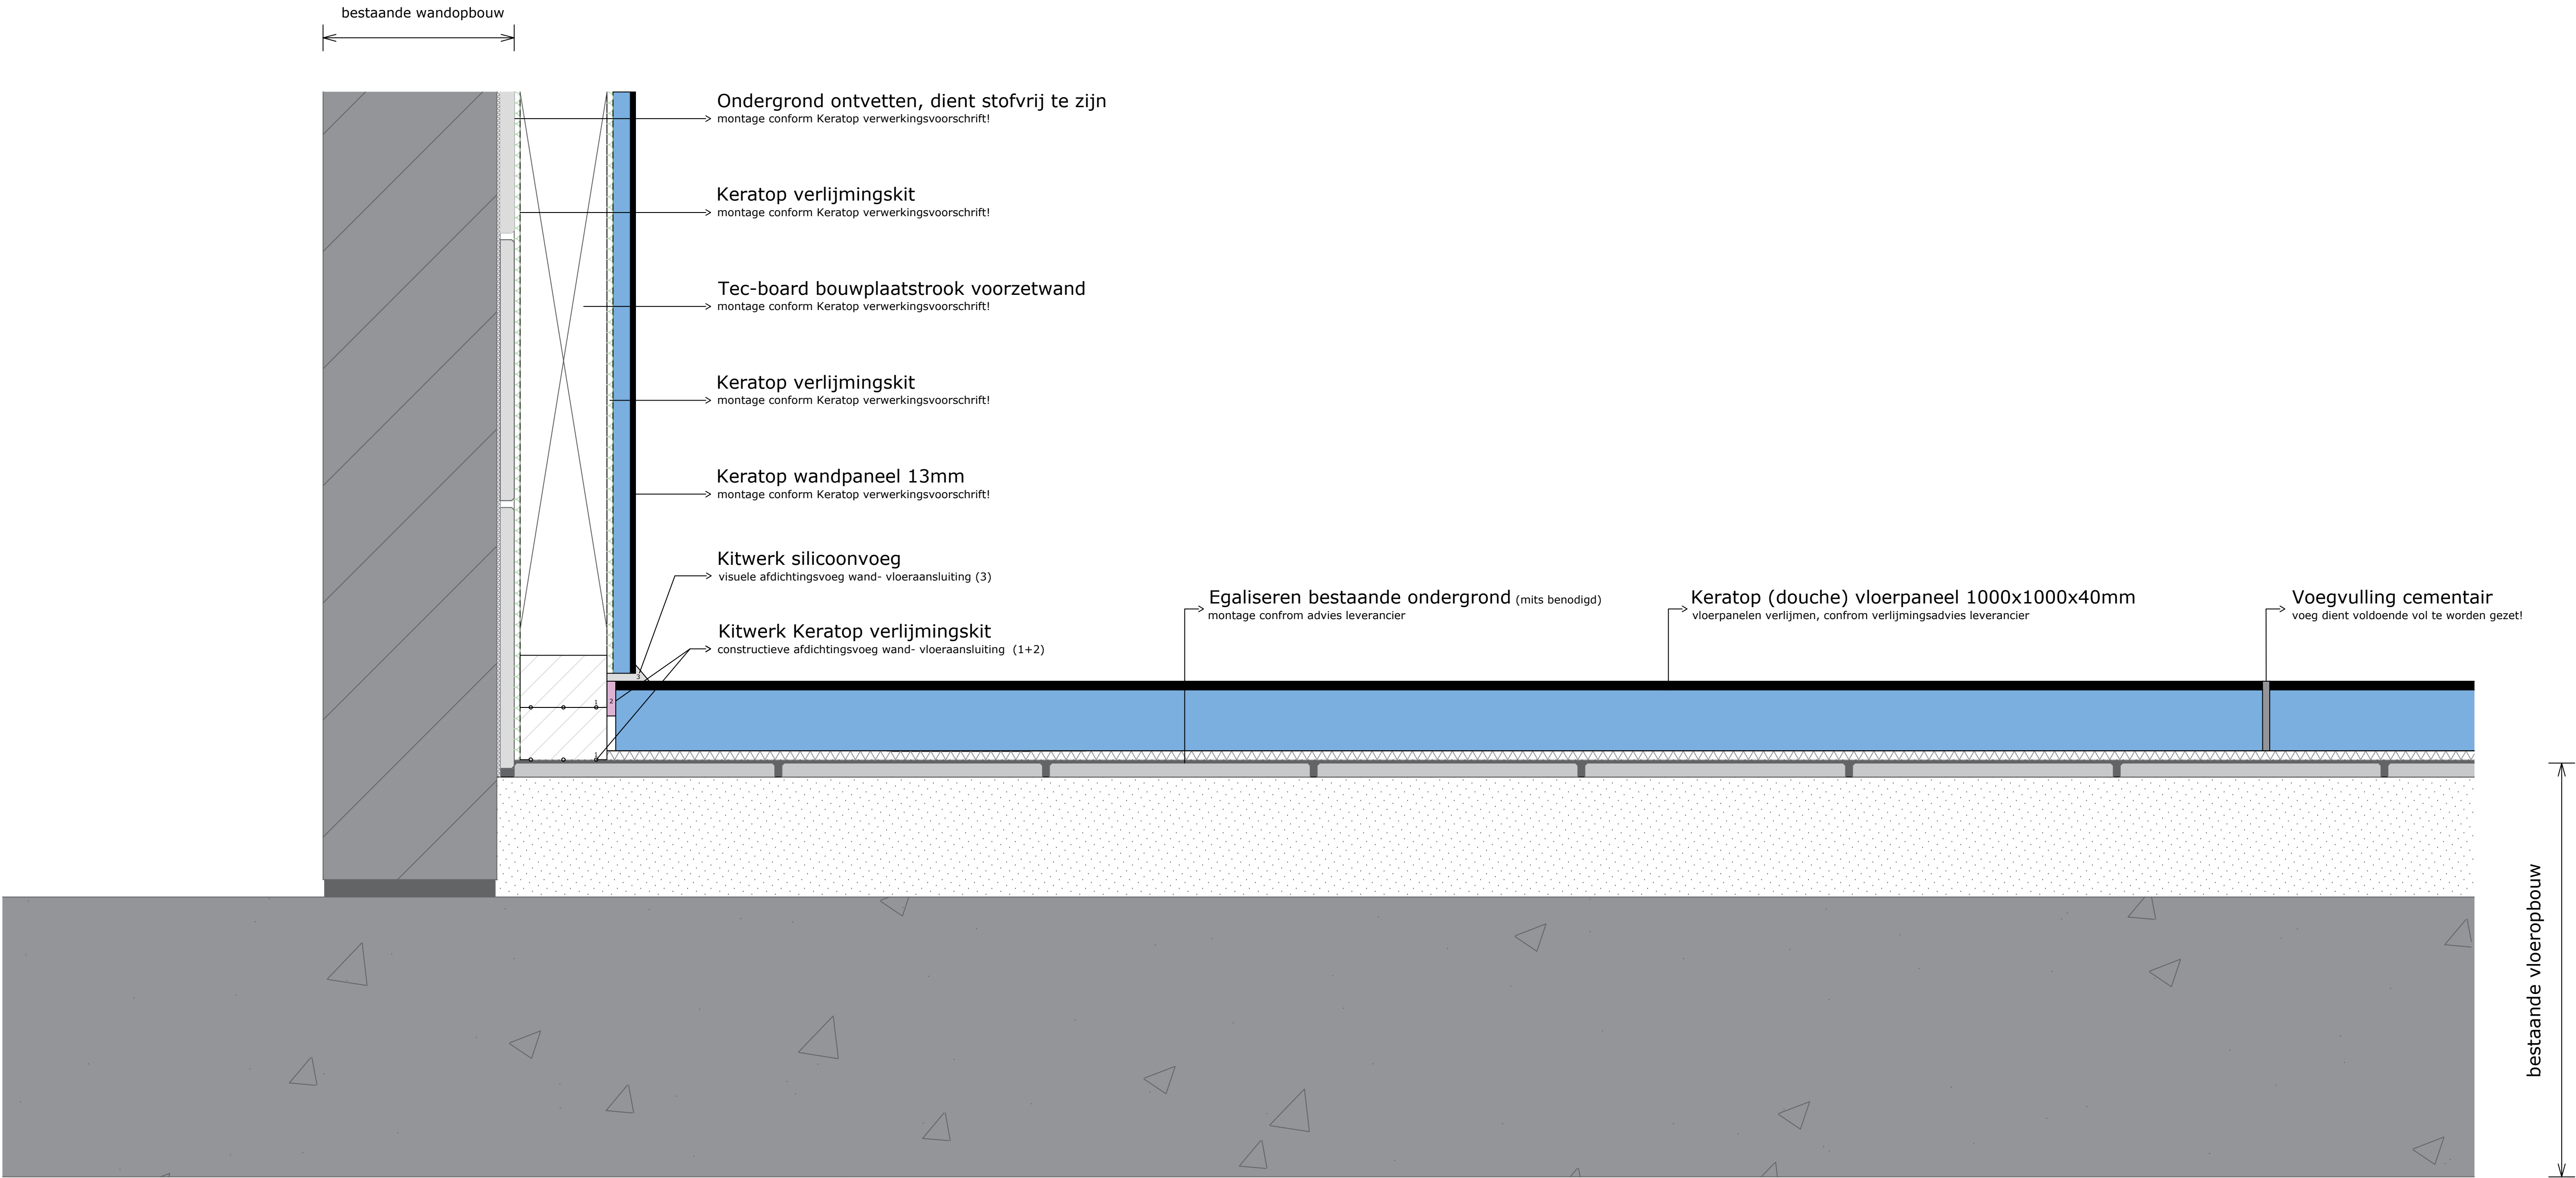 bestaande wandopbouw
Ondergrond ontvetten, dient stofvrij te zijn
montage conform Keratop verwerkingsvoorschrift!
Keratop verlijmingskit
montage conform Keratop verwerkingsvoorschrift!
Tec-board bouwplaatstrook voorzetwand
montage conform Keratop verwerkingsvoorschrift!
Keratop verlijmingskit
montage conform Keratop verwerkingsvoorschrift!
Keratop wandpaneel 13mm
montage conform Keratop verwerkingsvoorschrift!
Kitwerk silicoonvoeg
visuele afdichtingsvoeg wand- vloeraansluiting (3)
Kitwerk Keratop verlijmingskit
constructieve afdichtingsvoeg wand- vloeraansluiting (1+2)
Egaliseren bestaande ondergrond (mits benodigd)
montage confrom advies leverancier
Keratop (douche) vloerpaneel 1000x1000x40mm
vloerpanelen verlijmen, confrom verlijmingsadvies leverancier
Voegvulling cementair
voeg dient voldoende vol te worden gezet!
3
2
1
1
bestaande vloeropbouw